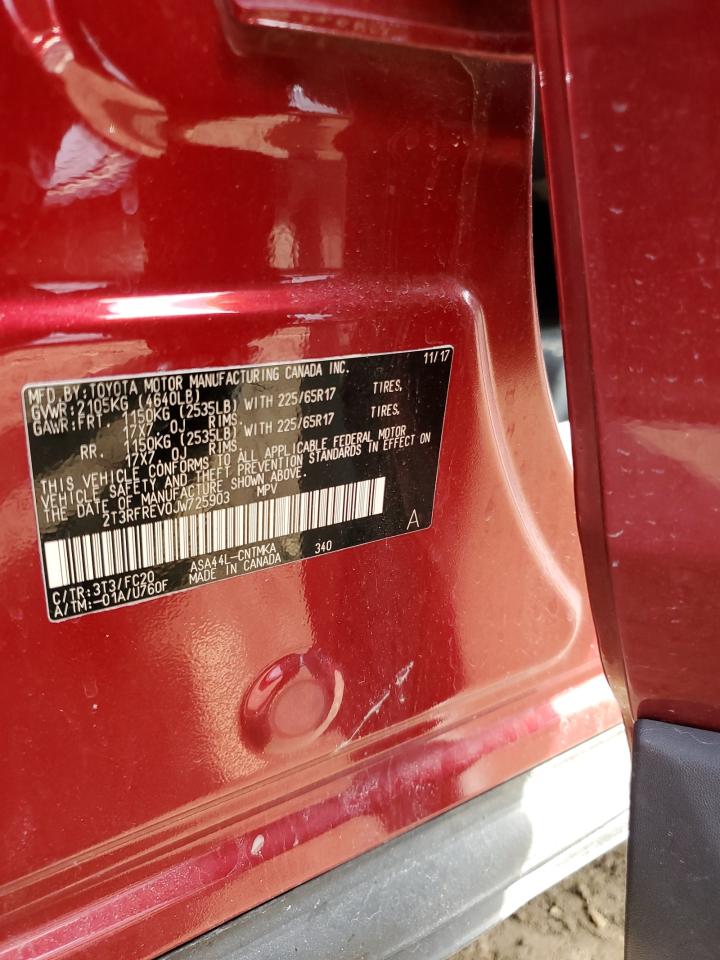 MFD.BY:TOYOTA MOTOR MANUFACTURING CANADA INC. 11/17
GVWR:2105KG (4640LB)
GAWR:FRT. 1150KG (2535LB) WITH 225/65R17 TIRES,
17X7 OJ RIMS.
RR. 1150KG (2535LB) WITH 225/65R17 TIRES,
17X7 OJ RIMS.
THIS VEHICLE CONFORMS TO ALL APPLICABLE FEDERAL MOTOR
VEHICLE SAFETY AND THEFT PREVENTION STANDARDS IN EFFECT ON
THE DATE OF MANUFACTURE SHOWN ABOVE.
2T3RFREV0JW725903 MPV
A
C/TR:3T3/FC20 ASA44L-CNTMKA 340
A/TM:-01A/U760F MADE IN CANADA